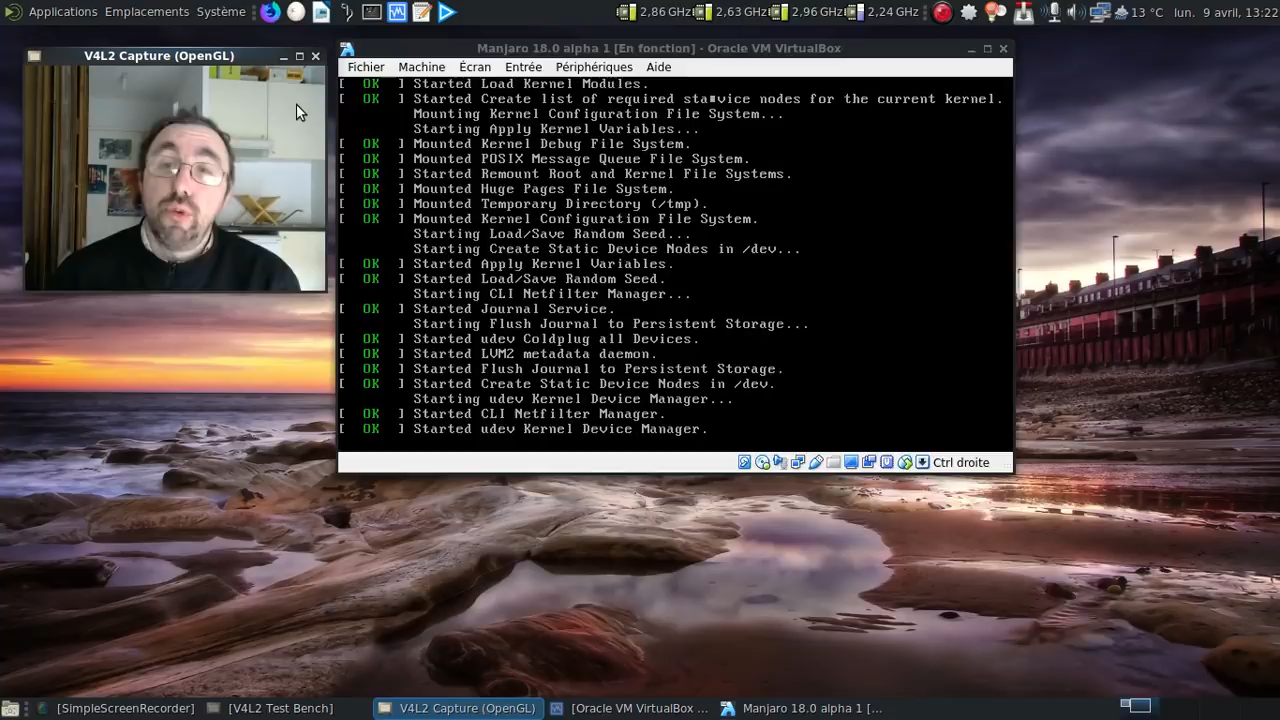 Applications Emplacements Système 2,86 GHz 2,63 GHz 2,96 GHz 2,24 GHz 13 °C lun. 9 avril, 13:22
V4L2 Capture (OpenGL)
Manjaro 18.0 alpha 1 [En fonction] - Oracle VM VirtualBox
Fichier Machine Écran Entrée Périphériques Aide
[ OK ] Started Load Kernel Modules.
[ OK ] Started Create list of required sta▪vice nodes for the current kernel.
Mounting Kernel Configuration File System...
Starting Apply Kernel Variables...
[ OK ] Mounted Kernel Debug File System.
[ OK ] Mounted POSIX Message Queue File System.
[ OK ] Started Remount Root and Kernel File Systems.
[ OK ] Mounted Huge Pages File System.
[ OK ] Mounted Temporary Directory (/tmp).
[ OK ] Mounted Kernel Configuration File System.
Starting Load/Save Random Seed...
Starting Create Static Device Nodes in /dev...
[ OK ] Started Apply Kernel Variables.
[ OK ] Started Load/Save Random Seed.
Starting CLI Netfilter Manager...
[ OK ] Started Journal Service.
Starting Flush Journal to Persistent Storage...
[ OK ] Started udev Coldplug all Devices.
[ OK ] Started LVM2 metadata daemon.
[ OK ] Started Flush Journal to Persistent Storage.
[ OK ] Started Create Static Device Nodes in /dev.
Starting udev Kernel Device Manager...
[ OK ] Started CLI Netfilter Manager.
[ OK ] Started udev Kernel Device Manager.
Ctrl droite
[SimpleScreenRecorder] [V4L2 Test Bench] V4L2 Capture (OpenGL) [Oracle VM VirtualBox ... Manjaro 18.0 alpha 1 [...